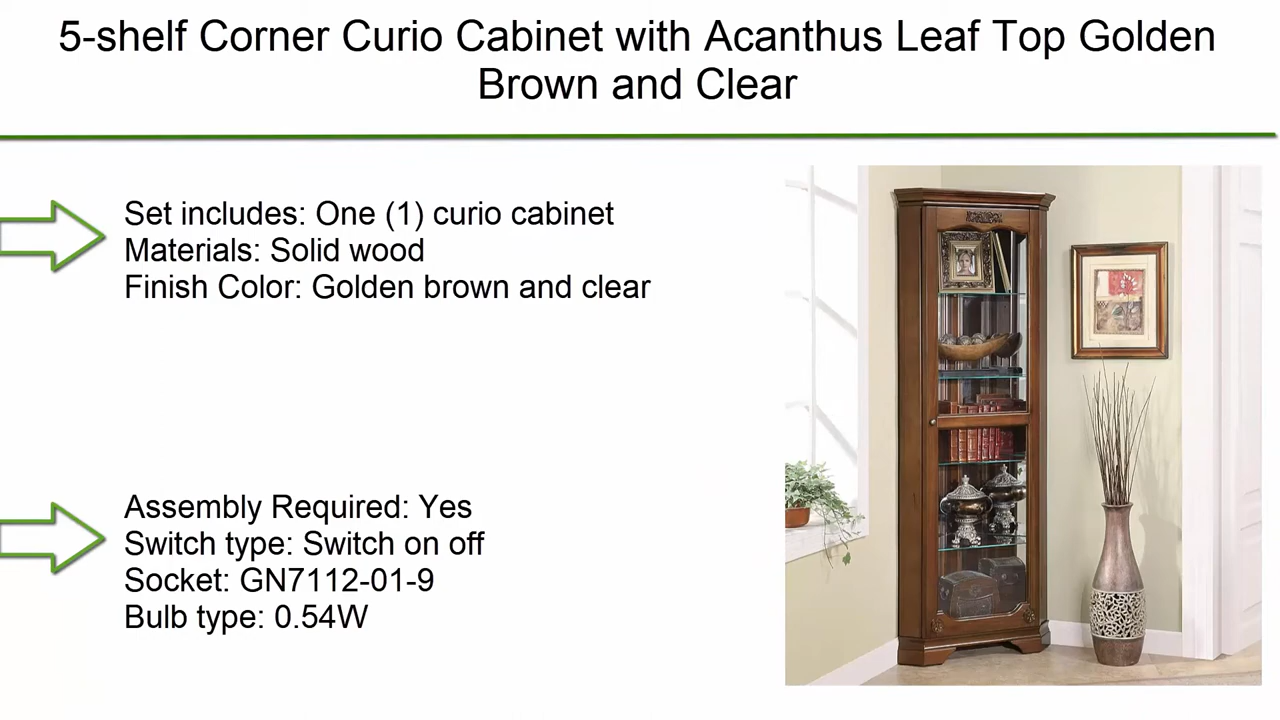 5-shelf Corner Curio Cabinet with Acanthus Leaf Top Golden
Brown and Clear
Set includes: One (1) curio cabinet
Materials: Solid wood
Finish Color: Golden brown and clear
Assembly Required: Yes
Switch type: Switch on off
Socket: GN7112-01-9
Bulb type: 0.54W